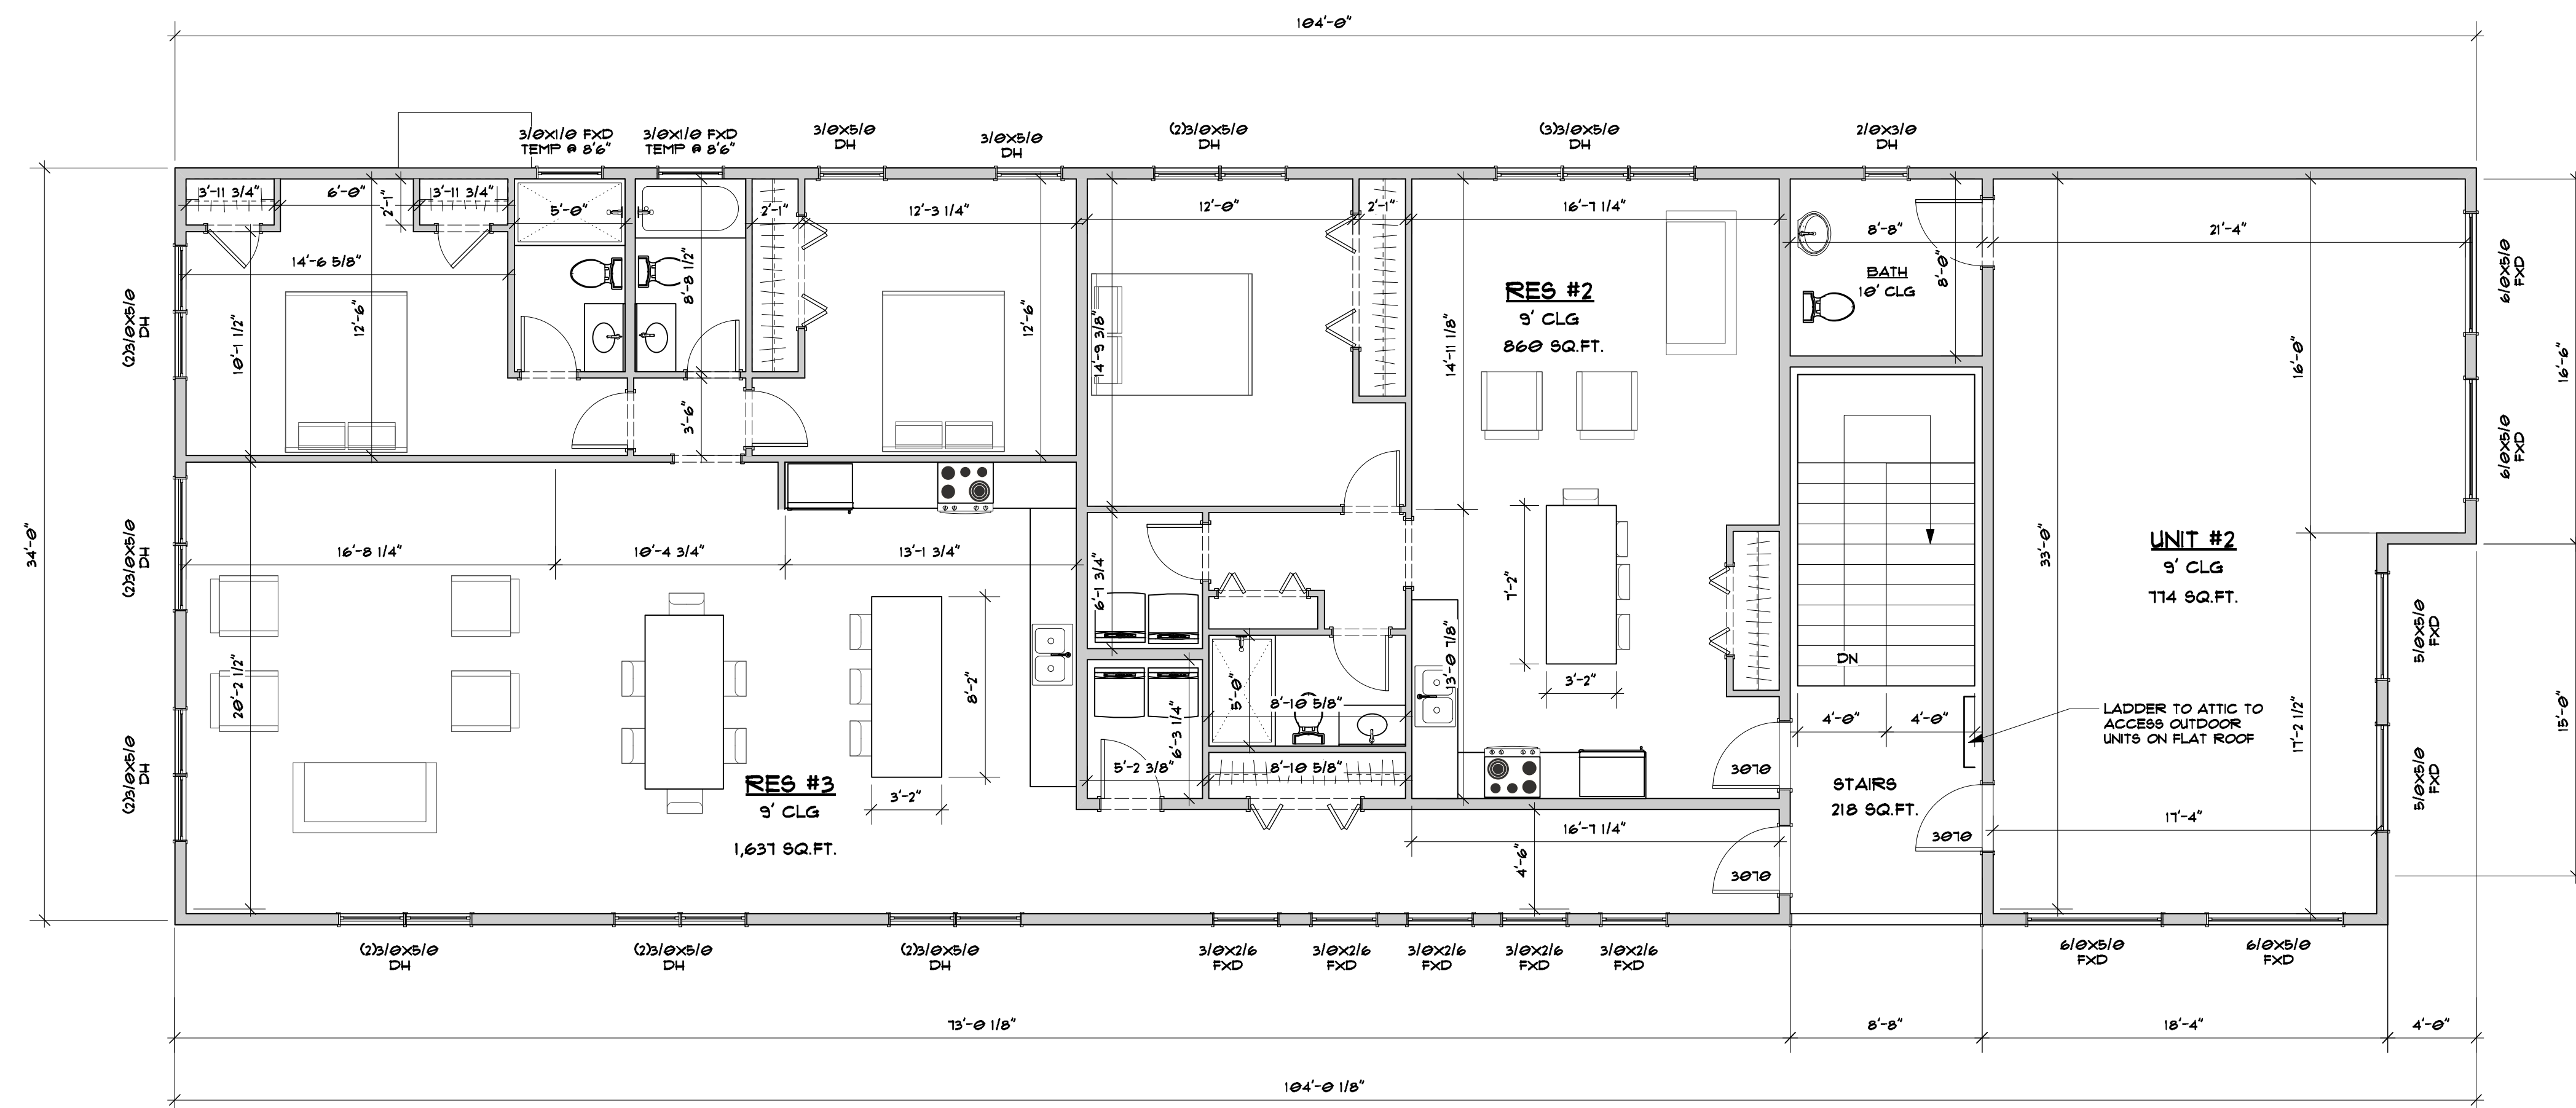 104'-0"
3/0X1/0 FXD
TEMP @ 8'6"
3/0X1/0 FXD
TEMP @ 8'6"
3/0X5/0
DH
3/0X5/0
DH
(2)3/0X5/0
DH
(3)3/0X5/0
DH
2/0X3/0
DH
3'-11 3/4"
6'-0"
2'-1"
3'-11 3/4"
5'-0"
2'-1"
12'-3 1/4"
12'-0"
2'-1"
16'-7 1/4"
8'-8"
21'-4"
14'-6 5/8"
8'-8 1/2"
BATH
10' CLG
8'-0"
6/0X5/0
FXD
(2)3/0X5/0
DH
10'-1 1/2"
12'-6"
12'-6"
14'-9 3/8"
14'-11 1/8"
RES #2
9' CLG
860 SQ.FT.
16'-0"
16'-6"
3'-6"
6/0X5/0
FXD
34'-0"
(2)3/0X5/0
DH
16'-8 1/4"
10'-4 3/4"
13'-1 3/4"
6'-1 3/4"
7'-2"
33'-0"
UNIT #2
9' CLG
774 SQ.FT.
5/0X5/0
FXD
20'-2 1/2"
8'-2"
5'-0"
13'-0 7/8"
3'-2"
DN
8'-10 5/8"
6'-3 1/4"
4'-0"
4'-0"
LADDER TO ATTIC TO
ACCESS OUTDOOR
UNITS ON FLAT ROOF
17'-2 1/2"
15'-0"
(2)3/0X5/0
DH
5'-2 3/8"
8'-10 5/8"
3070
5/0X5/0
FXD
RES #3
9' CLG
1,637 SQ.FT.
3'-2"
STAIRS
218 SQ.FT.
16'-7 1/4"
4'-6"
3070
3070
17'-4"
(2)3/0X5/0
DH
(2)3/0X5/0
DH
(2)3/0X5/0
DH
3/0X2/6
FXD
3/0X2/6
FXD
3/0X2/6
FXD
3/0X2/6
FXD
3/0X2/6
FXD
6/0X5/0
FXD
6/0X5/0
FXD
73'-0 1/8"
8'-8"
18'-4"
4'-0"
104'-0 1/8"